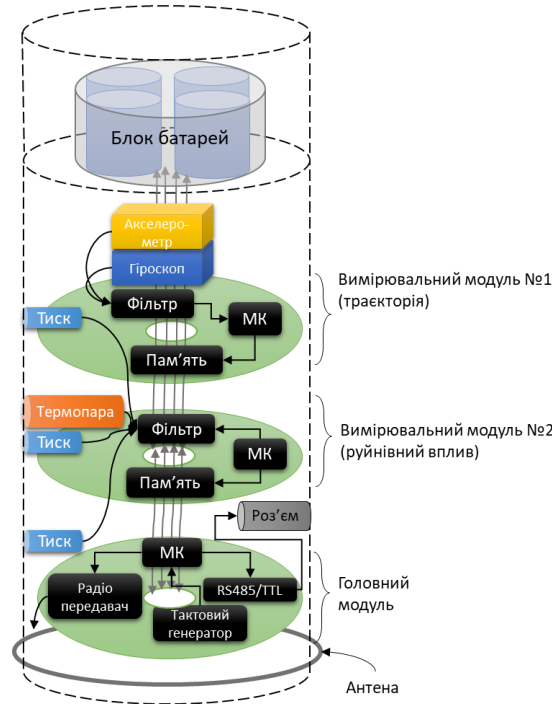 Блок батарей
Акселеро-
метр
Гіроскоп
Вимірювальний модуль №1
(траєкторія)
Фільтр
МК
Тиск
Пам’ять
Термопара
Тиск
Фільтр
Вимірювальний модуль №2
(руйнівний вплив)
МК
Пам’ять
Роз’єм
Тиск
МК
Радіо
передавач
RS485/TTL
Головний
модуль
Тактовий
генератор
Антена